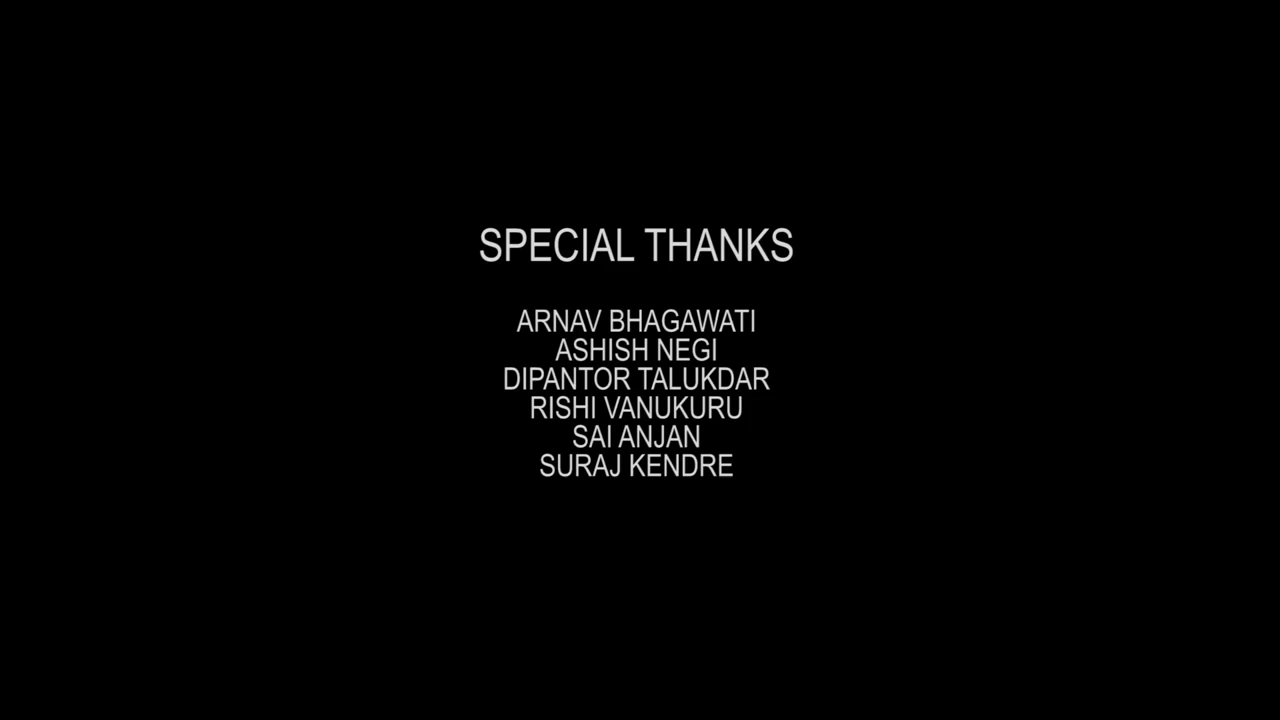 SPECIAL THANKS
ARNAV BHAGAWATI
ASHISH NEGI
DIPANTOR TALUKDAR
RISHI VANUKURU
SAI ANJAN
SURAJ KENDRE